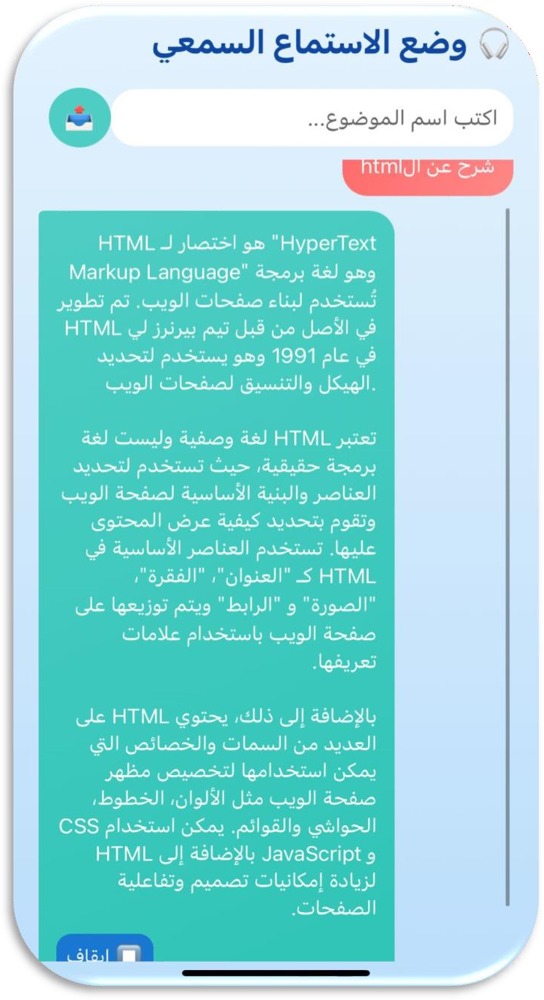 🎧 وضع الاستماع السمعي
اكتب اسم الموضوع...
شرح عن الhtml
HTML هو اختصار لـ "HyperText
Markup Language" وهو لغة برمجة
تُستخدم لبناء صفحات الويب. تم تطوير
HTML في الأصل من قبل تيم بيرنرز لي
في عام 1991 وهو يستخدم لتحديد
الهيكل والتنسيق لصفحات الويب.
تعتبر HTML لغة وصفية وليست لغة
برمجة حقيقية، حيث تستخدم لتحديد
العناصر والبنية الأساسية لصفحة الويب
وتقوم بتحديد كيفية عرض المحتوى
عليها. تستخدم العناصر الأساسية في
HTML كـ "العنوان"، "الفقرة"،
"الصورة" و "الرابط" ويتم توزيعها على
صفحة الويب باستخدام علامات
تعريفها.
بالإضافة إلى ذلك، يحتوي HTML على
العديد من السمات والخصائص التي
يمكن استخدامها لتخصيص مظهر
صفحة الويب مثل الألوان، الخطوط،
الحواشي والقوائم. يمكن استخدام CSS
و JavaScript بالإضافة إلى HTML
لزيادة إمكانيات تصميم وتفاعلية
الصفحات.
إيقاف